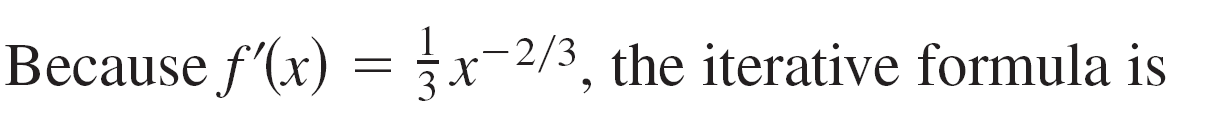 Because f′(x) = 1/3 x^{-2/3}, the iterative formula is